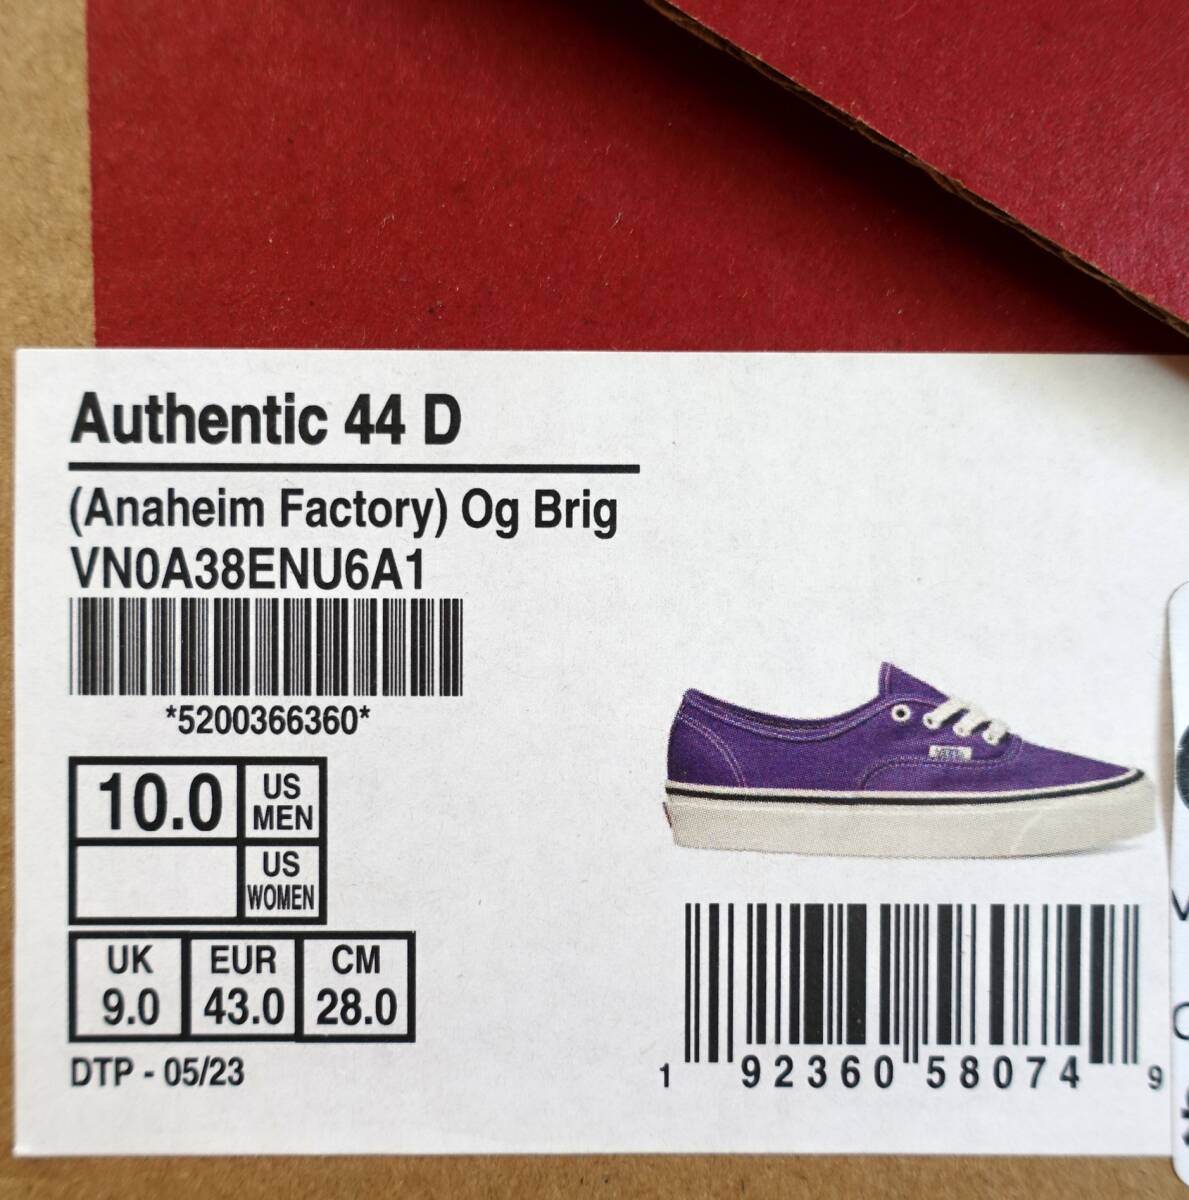 Authentic 44 D
(Anaheim Factory) Og Brig
VN0A38ENU6A1
*5200366360*
10.0 US MEN
US WOMEN
UK EUR CM
9.0 43.0 28.0
DTP - 05/23
1 92360 58074 9